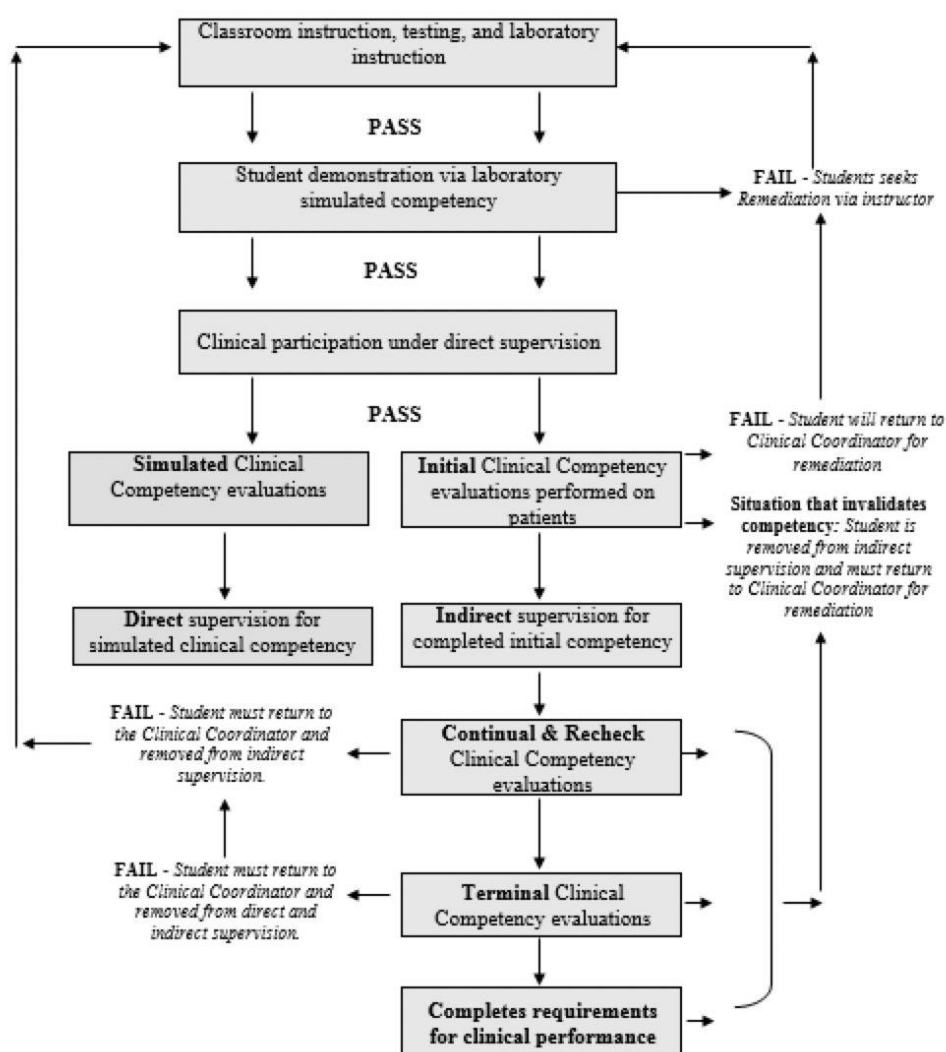 Classroom instruction, testing, and laboratory
instruction
PASS
Student demonstration via laboratory
simulated competency
FAIL - Students seeks
Remediation via instructor
PASS
Clinical participation under direct supervision
PASS
FAIL - Student will return to
Clinical Coordinator for
remediation
Simulated Clinical
Competency evaluations
Initial Clinical Competency
evaluations performed on
patients
Situation that invalidates
competency: Student is
removed from indirect
supervision and must return
to Clinical Coordinator for
remediation
Direct supervision for
simulated clinical competency
Indirect supervision for
completed initial competency
FAIL - Student must return to
the Clinical Coordinator and
removed from indirect
supervision.
Continual & Recheck
Clinical Competency
evaluations
FAIL - Student must return to
the Clinical Coordinator and
removed from direct and
indirect supervision.
Terminal Clinical
Competency evaluations
Completes requirements
for clinical performance